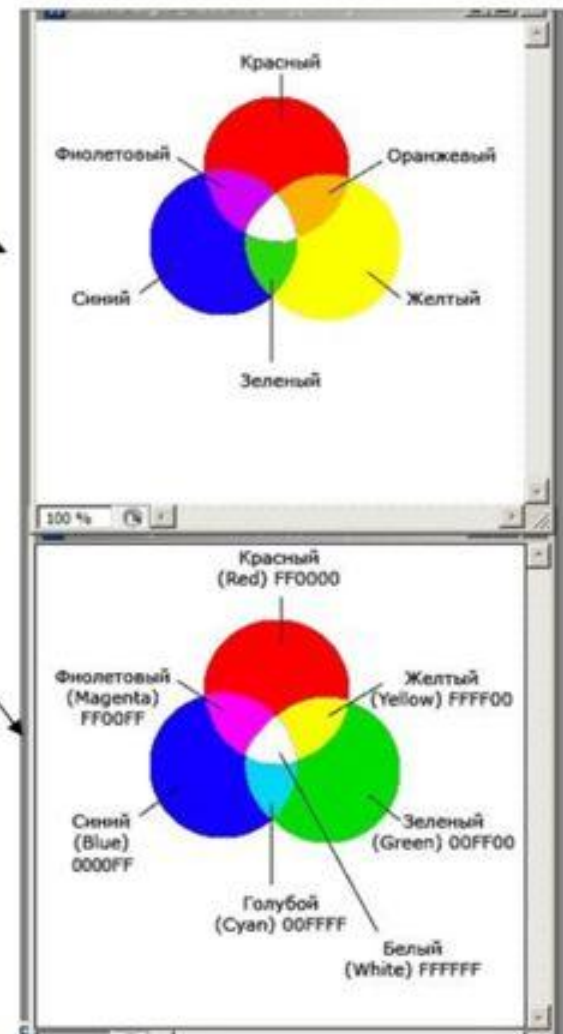 Красный
Фиолетовый
Оранжевый
Синий
Желтый
Зеленый
100 %
Красный
(Red) FF0000
Фиолетовый
(Magenta)
FF00FF
Желтый
(Yellow) FFFF00
Синий
(Blue)
0000FF
Зеленый
(Green) 00FF00
Голубой
(Cyan) 00FFFF
Белый
(White) FFFFFF